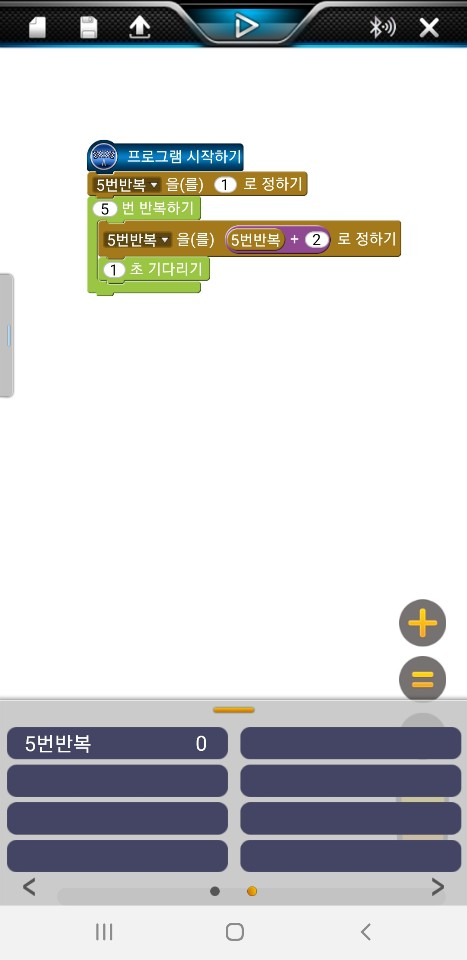 프로그램 시작하기
5번반복 을(를) 1 로 정하기
5 번 반복하기
5번반복 을(를) 5번반복 + 2 로 정하기
1 초 기다리기
5번반복 0